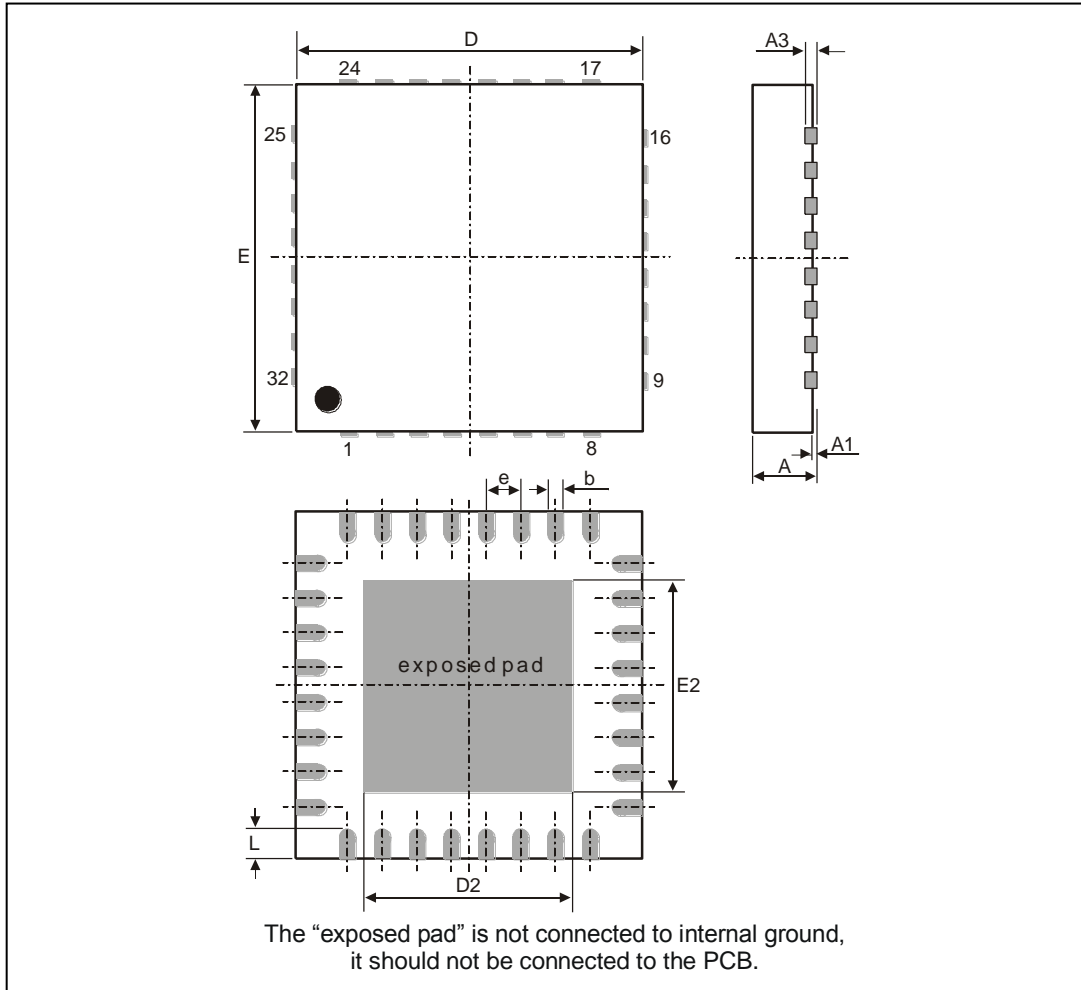 D
A3
24
17
25
16
E
32
9
1
8
A1
A
e
b
exposed pad
E2
L
D2
The “exposed pad” is not connected to internal ground,
it should not be connected to the PCB.